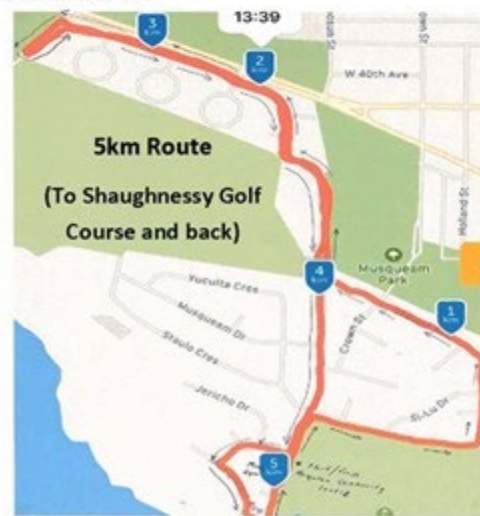 13:39
3
km
2
km
W 40th Ave
5km Route
(To Shaughnessy Golf
Course and back)
Holland St
4
km
Musqueam
Park
Yuculta Cres
1
km
Musqueam Dr
Crown St
Staulo Cres
Jericho Dr
Si-Lu Dr
5
km